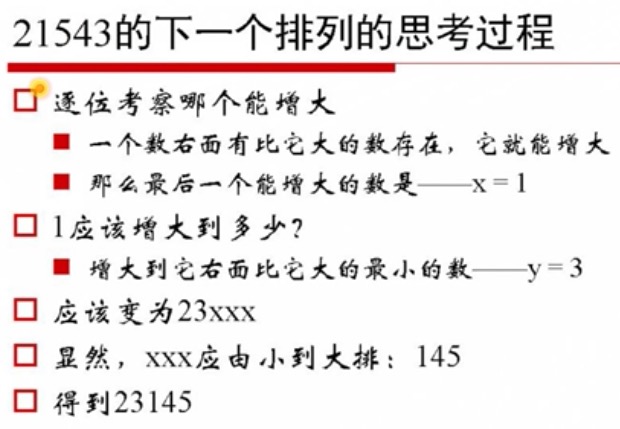 21543的下一个排列的思考过程
逐位考察哪个能增大
一个数右面有比它大的数存在，它就能增大
那么最后一个能增大的数是——x = 1
1应该增大到多少？
增大到它右面比它大的最小的数——y = 3
应该变为23xxx
显然，xxx应由小到大排：145
得到23145